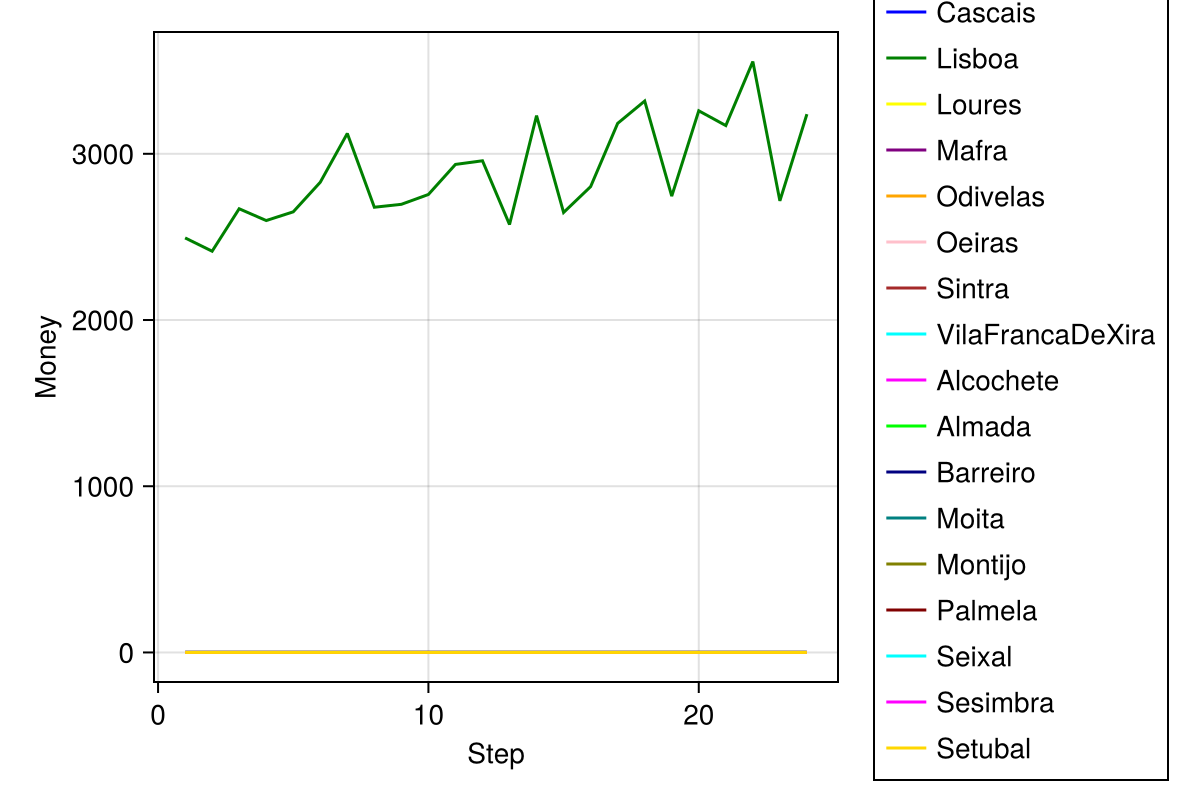 Money
3000
2000
1000
0
0
10
20
Step
Cascais
Lisboa
Loures
Mafra
Odivelas
Oeiras
Sintra
VilaFrancaDeXira
Alcochete
Almada
Barreiro
Moita
Montijo
Palmela
Seixal
Sesimbra
Setubal